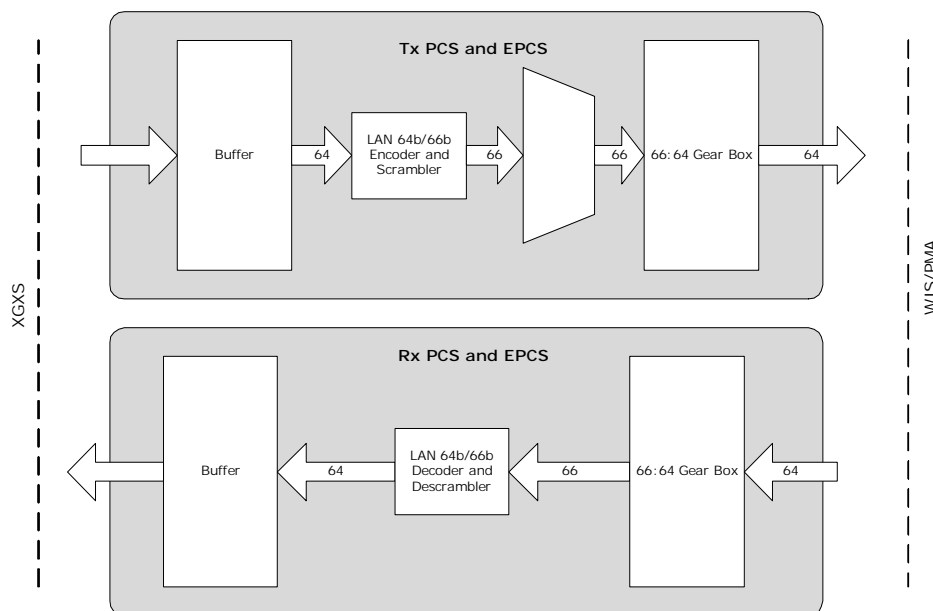 Tx PCS and EPCS
Buffer
64
LAN 64b/66b
Encoder and
Scrambler
66
66
66:64 Gear Box
64
XGXS
WIS/PMA
Rx PCS and EPCS
Buffer
64
LAN 64b/66b
Decoder and
Descrambler
66
66:64 Gear Box
64